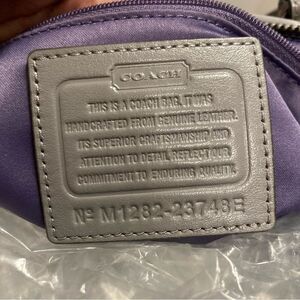 COACH
THIS IS A COACH BAG. IT WAS
HANDCRAFTED FROM GENUINE LEATHER.
ITS SUPERIOR CRAFTSMANSHIP AND
ATTENTION TO DETAIL REFLECT OUR
COMMITMENT TO ENDURING QUALITY.
Nº M1282-23748E